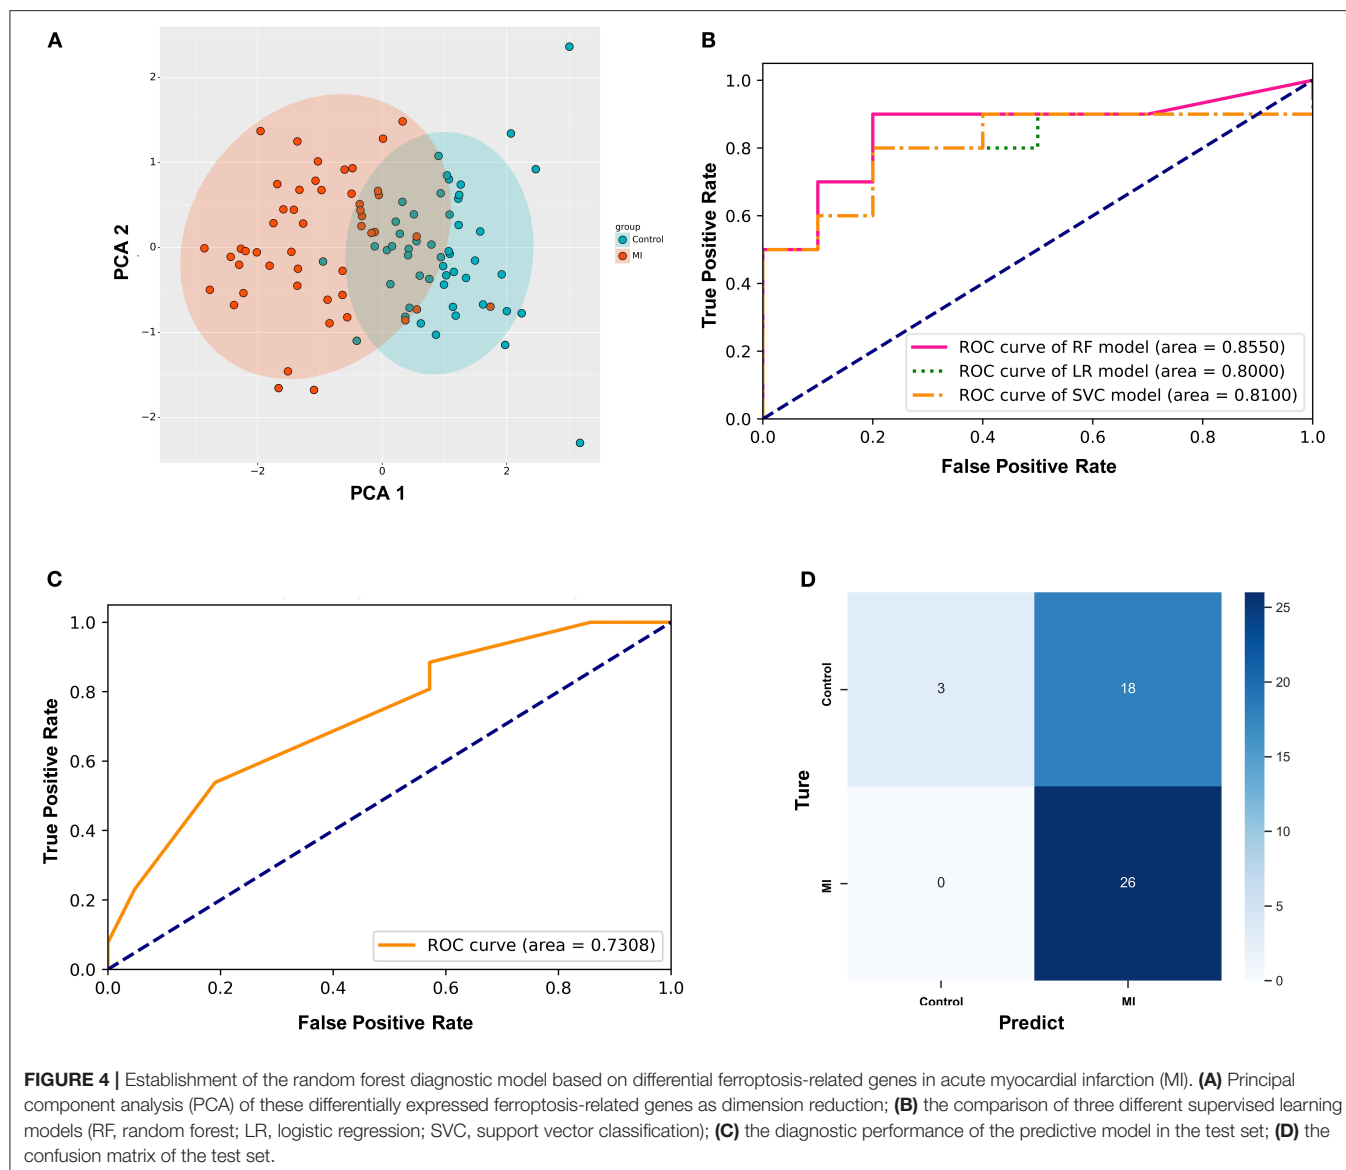 A
PCA 2
2
1
0
−1
−2
−2
0
2
PCA 1
group
Control
MI
B
True Positive Rate
1.0
0.8
0.6
0.4
0.2
0.0
0.0
0.2
0.4
0.6
0.8
1.0
False Positive Rate
ROC curve of RF model (area = 0.8550)
ROC curve of LR model (area = 0.8000)
ROC curve of SVC model (area = 0.8100)
C
True Positive Rate
1.0
0.8
0.6
0.4
0.2
0.0
0.0
0.2
0.4
0.6
0.8
1.0
False Positive Rate
ROC curve (area = 0.7308)
D
Ture
Control
MI
3
18
0
26
Control
MI
Predict
25
20
15
10
5
0
FIGURE 4 | Establishment of the random forest diagnostic model based on differential ferroptosis-related genes in acute myocardial infarction (MI). (A) Principal
component analysis (PCA) of these differentially expressed ferroptosis-related genes as dimension reduction; (B) the comparison of three different supervised learning
models (RF, random forest; LR, logistic regression; SVC, support vector classification); (C) the diagnostic performance of the predictive model in the test set; (D) the
confusion matrix of the test set.